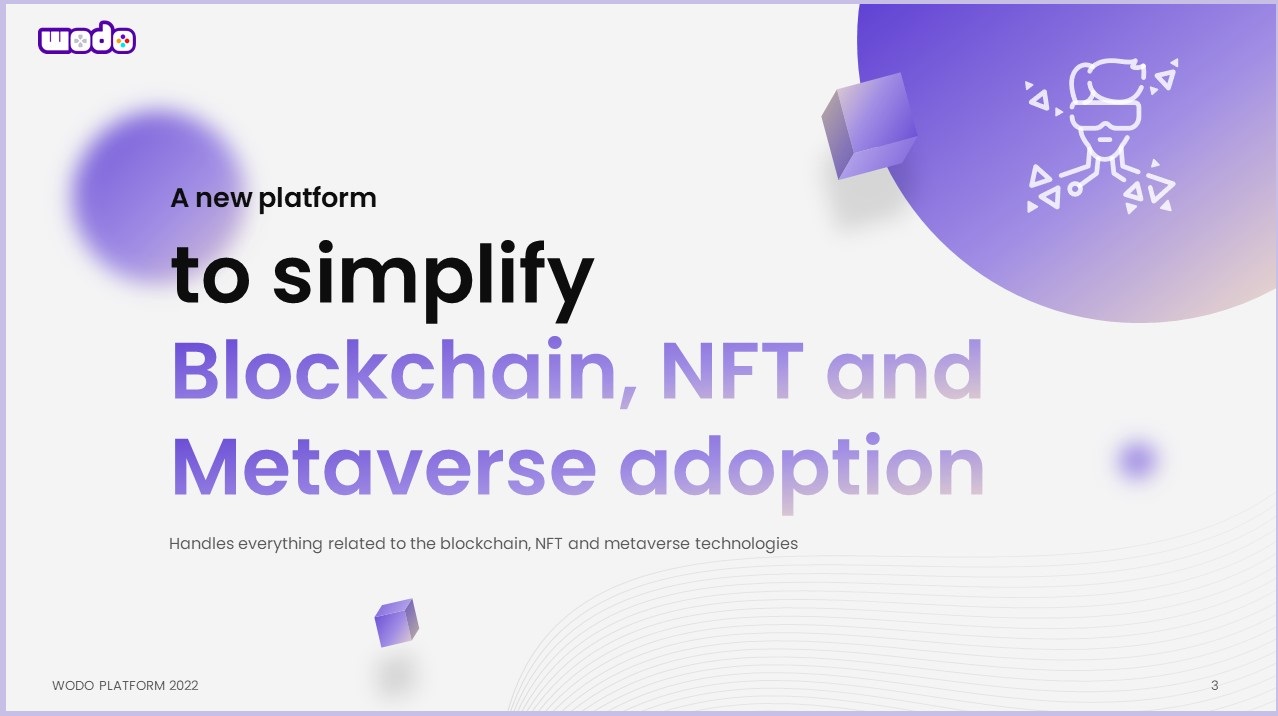 wodo
A new platform
to simplify
Blockchain, NFT and
Metaverse adoption
Handles everything related to the blockchain, NFT and metaverse technologies
WODO PLATFORM 2022
3